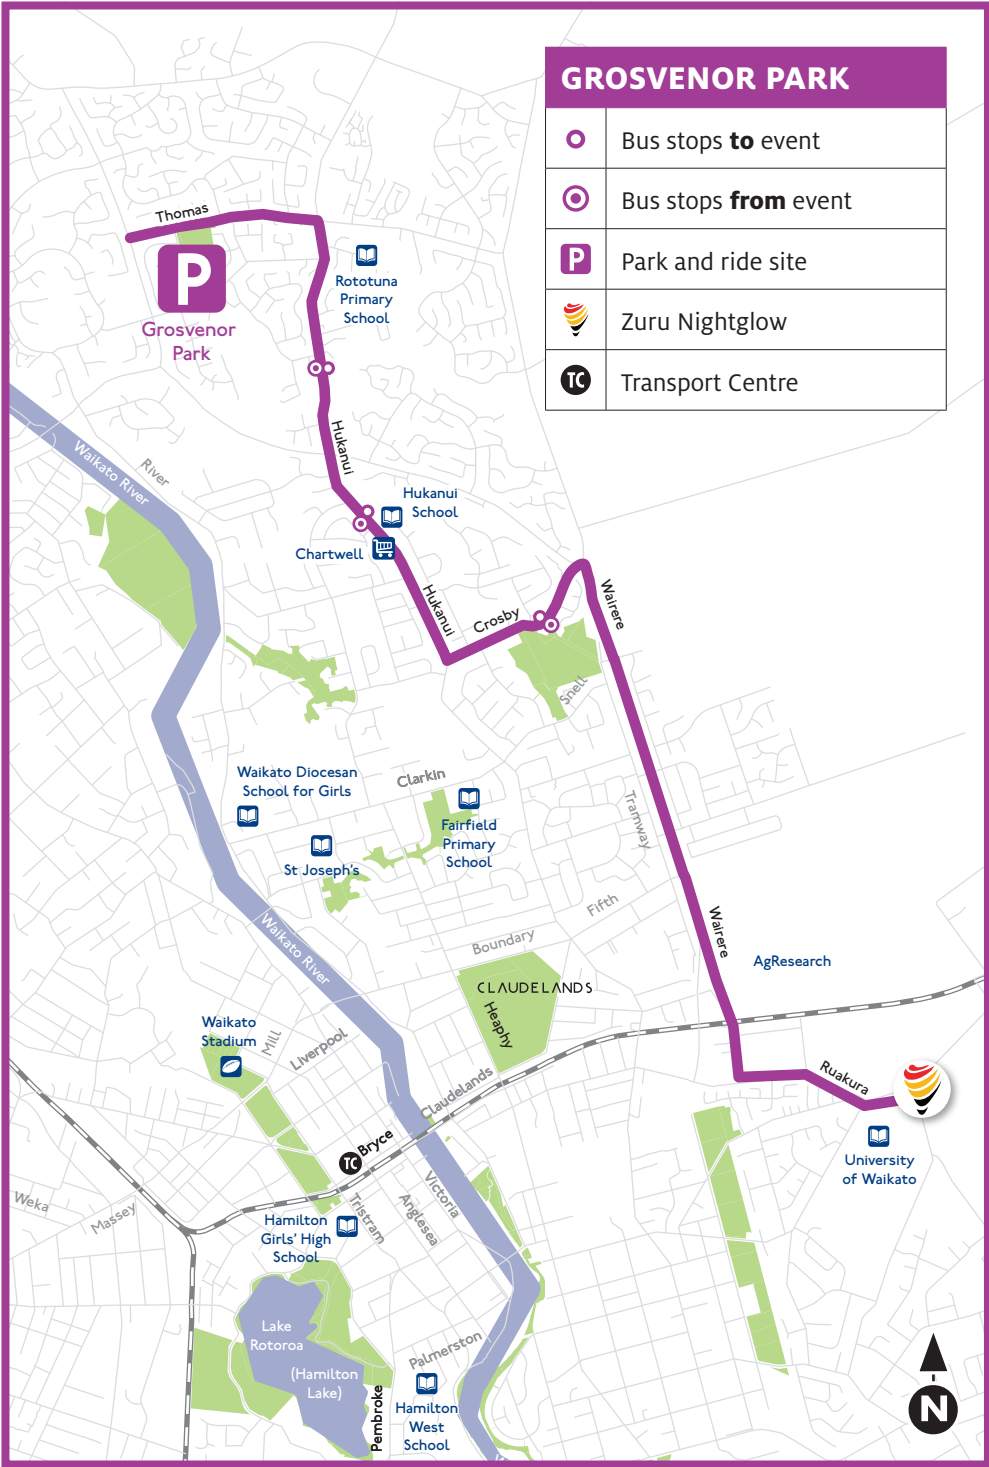 GROSVENOR PARK
Bus stops to event
Bus stops from event
P
Park and ride site
Zuru Nightglow
TC
Transport Centre
Thomas
P
Grosvenor
Park
Rototuna
Primary
School
Hukanui
Waikato River
River
Hukanui
School
Chartwell
Hukanui
Crosby
Wairere
Snell
Waikato Diocesan
School for Girls
Clarkin
Fairfield
Primary
School
St Joseph's
Tramway
Fifth
Wairere
Boundary
Waikato River
CLAUDELANDS
Heaphy
AgResearch
Waikato
Stadium
Mill
Liverpool
Claudelands
Ruakura
University
of Waikato
Bryce
TC
Victoria
Anglesea
Tristram
Weka
Massey
Hamilton
Girls' High
School
Lake
Rotoroa
(Hamilton
Lake)
Palmerston
Pembroke
Hamilton
West
School
N